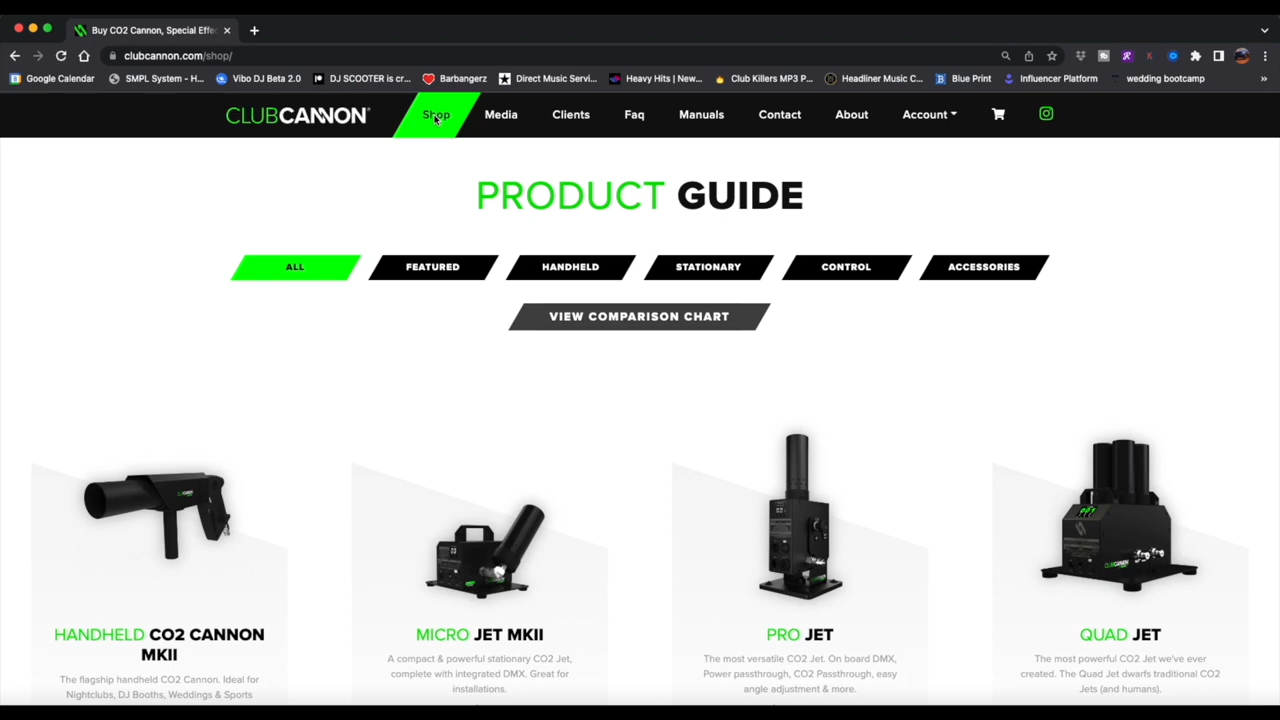 Buy CO2 Cannon, Special Effe
clubcannon.com/shop/
Google Calendar
SMPL System - H...
Vibo DJ Beta 2.0
DJ SCOOTER is cr...
Barbangerz
Direct Music Servi...
Heavy Hits | New...
Club Killers MP3 P...
Headliner Music C...
Blue Print
Influencer Platform
wedding bootcamp
CLUBCANNON®
Shop
Media
Clients
Faq
Manuals
Contact
About
Account
PRODUCT GUIDE
ALL
FEATURED
HANDHELD
STATIONARY
CONTROL
ACCESSORIES
VIEW COMPARISON CHART
HANDHELD CO2 CANNON
MKII
The flagship handheld CO2 Cannon. Ideal for
Nightclubs, DJ Booths, Weddings & Sports
MICRO JET MKII
A compact & powerful stationary CO2 Jet,
complete with integrated DMX. Great for
installations.
PRO JET
The most versatile CO2 Jet. On board DMX,
Power passthrough, CO2 Passthrough, easy
angle adjustment & more.
QUAD JET
The most powerful CO2 Jet we've ever
created. The Quad Jet dwarfs traditional CO2
Jets (and humans).